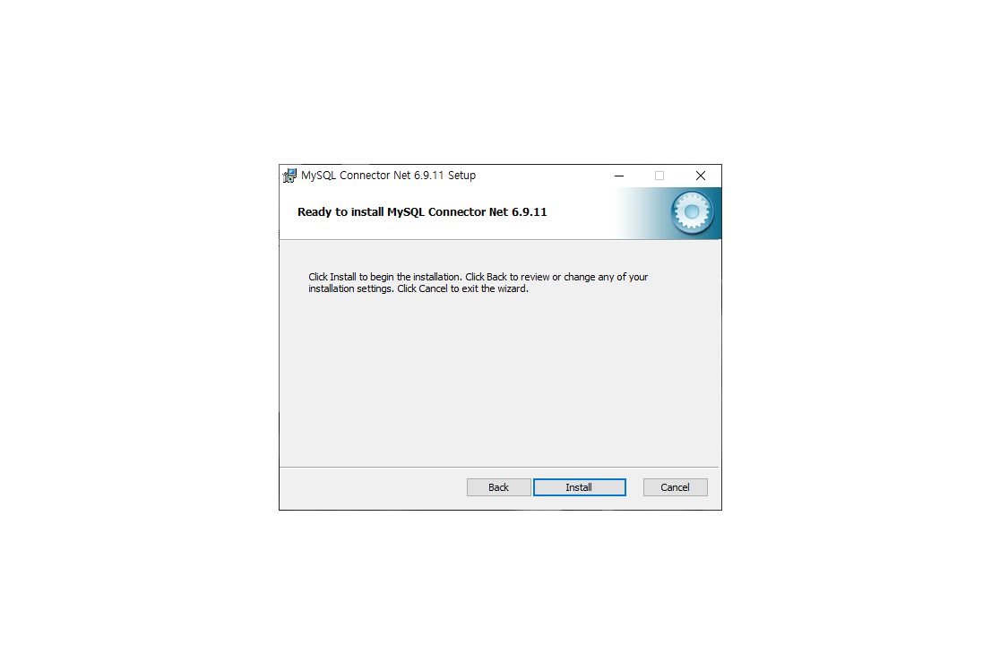 MySQL Connector Net 6.9.11 Setup
Ready to install MySQL Connector Net 6.9.11
Click Install to begin the installation. Click Back to review or change any of your
installation settings. Click Cancel to exit the wizard.
Back Install Cancel